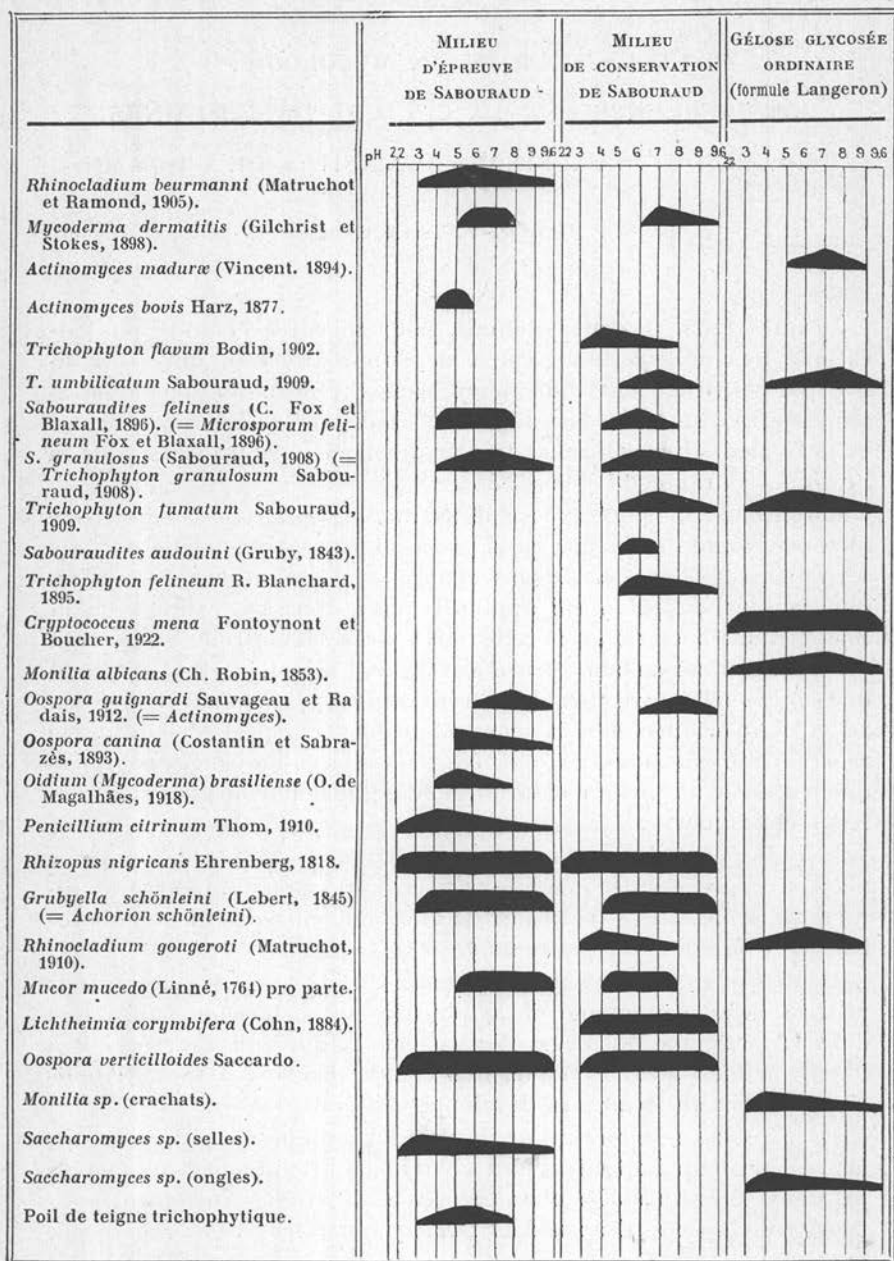 MILIEU
D'ÉPREUVE
DE SABOURAUD -
MILIEU
DE CONSERVATION
DE SABOURAUD
GÉLOSE GLYCOSÉE
ORDINAIRE
(formule Langeron)
pH 2,2 3 4 5 6 7 8 9 9,6
2,2 3 4 5 6 7 8 9 9,6
2,2 3 4 5 6 7 8 9 9,6
Rhinocladium beurmanni (Matruchot
et Ramond, 1905).
Mycoderma dermatitis (Gilchrist et
Stokes, 1898).
Actinomyces maduræ (Vincent. 1894).
Actinomyces bovis Harz, 1877.
Trichophyton flavum Bodin, 1902.
T. umbilicatum Sabouraud, 1909.
Sabouraudites felineus (C. Fox et
Blaxall, 1896). (= Microsporum feli-
neum Fox et Blaxall, 1896).
S. granulosus (Sabouraud, 1908) (=
Trichophyton granulosum Sabou-
raud, 1908).
Trichophyton fumatum Sabouraud,
1909.
Sabouraudites audouini (Gruby, 1843).
Trichophyton felineum R. Blanchard,
1895.
Cryptococcus mena Fontoynont et
Boucher, 1922.
Monilia albicans (Ch. Robin, 1853).
Oospora guignardi Sauvageau et Ra
dais, 1912. (= Actinomyces).
Oospora canina (Costantin et Sabra-
zès, 1893).
Oidium (Mycoderma) brasiliense (O. de
Magalhães, 1918).
Penicillium citrinum Thom, 1910.
Rhizopus nigricans Ehrenberg, 1818.
Grubyella schönleini (Lebert, 1845)
(= Achorion schönleini).
Rhinocladium gougeroti (Matruchot,
1910).
Mucor mucedo (Linné, 1764) pro parte.
Lichtheimia corymbifera (Cohn, 1884).
Oospora verticilloides Saccardo.
Monilia sp. (crachats).
Saccharomyces sp. (selles).
Saccharomyces sp. (ongles).
Poil de teigne trichophytique.